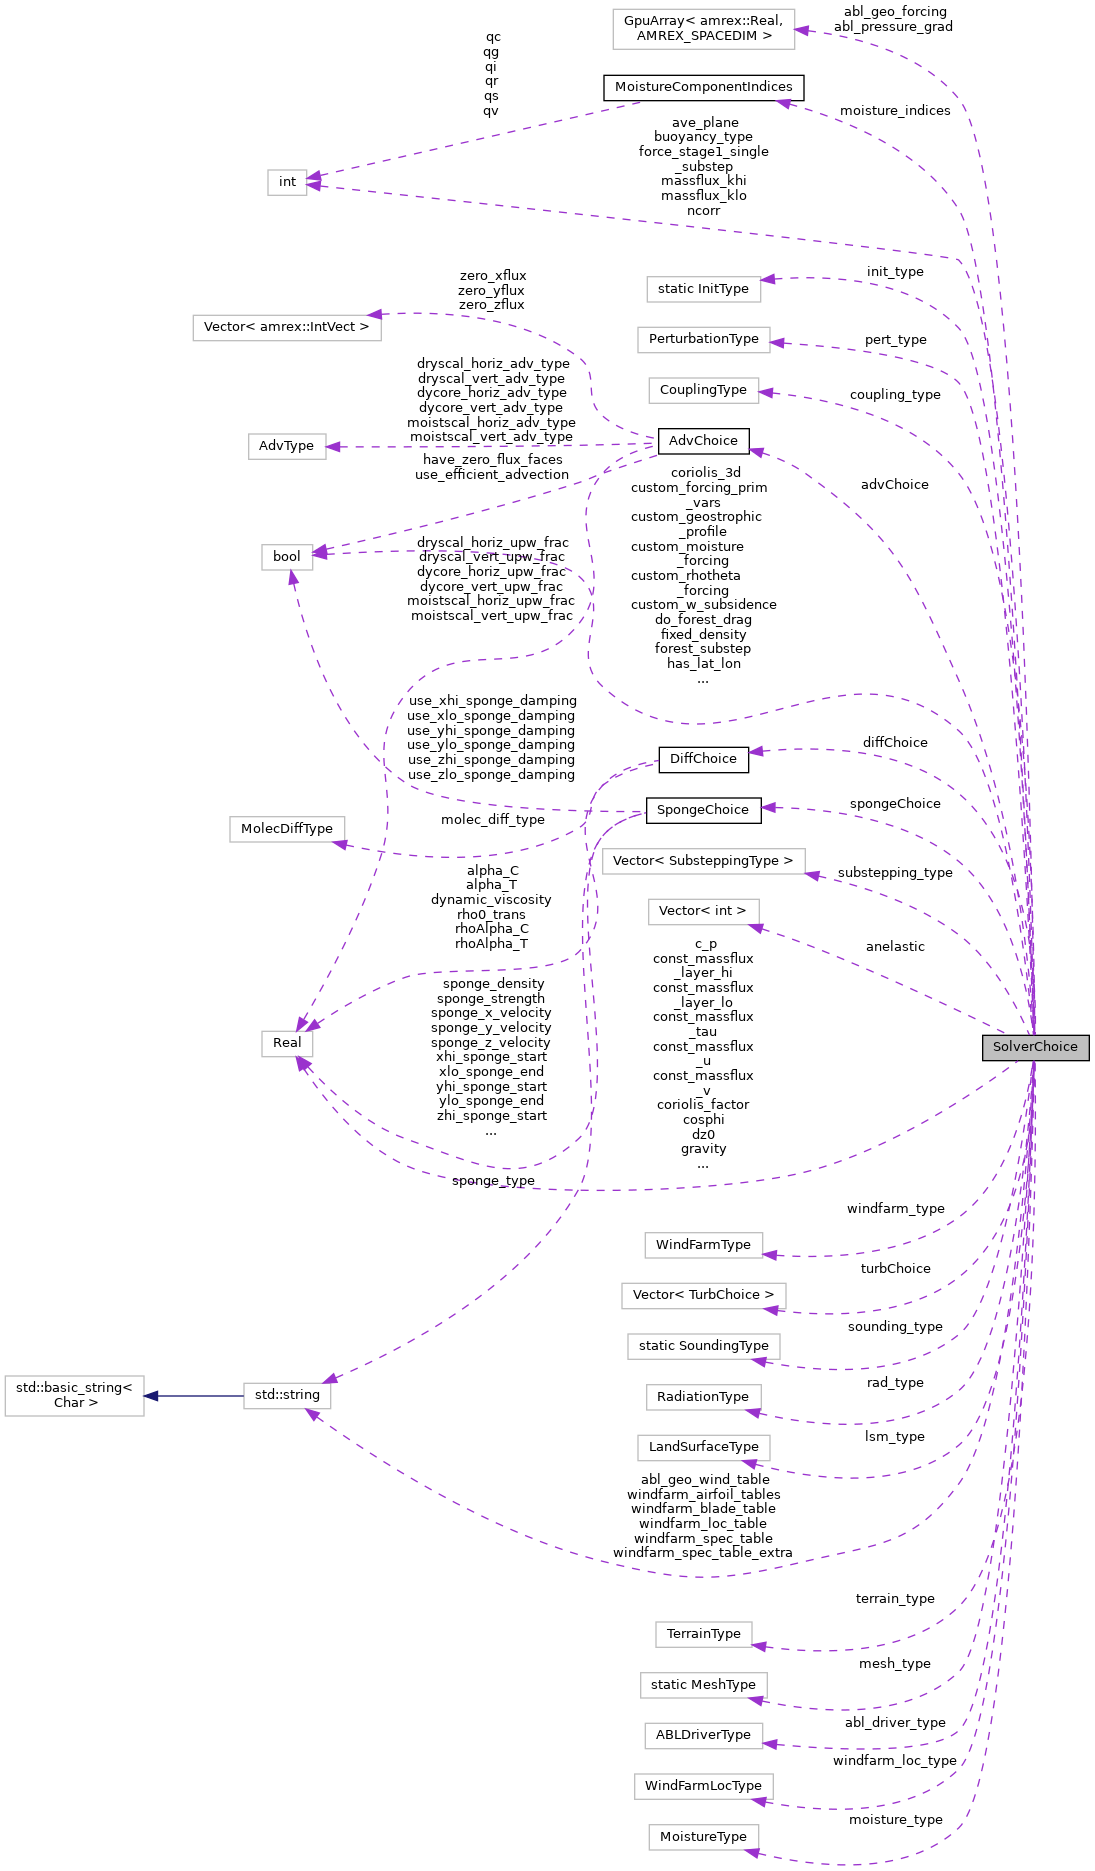 abl_geo_forcing
abl_pressure_grad
GpuArray< amrex::Real,
AMREX_SPACEDIM >
qc
qg
qi
qr
qs
qv
MoistureComponentIndices
moisture_indices
ave_plane
buoyancy_type
force_stage1_single
_substep
massflux_khi
massflux_klo
ncorr
int
init_type
zero_xflux
zero_yflux
zero_zflux
static InitType
Vector< amrex::IntVect >
PerturbationType
pert_type
CouplingType
coupling_type
dryscal_horiz_adv_type
dryscal_vert_adv_type
dycore_horiz_adv_type
dycore_vert_adv_type
moistscal_horiz_adv_type
moistscal_vert_adv_type
AdvType
AdvChoice
have_zero_flux_faces
use_efficient_advection
advChoice
coriolis_3d
custom_forcing_prim
_vars
custom_geostrophic
_profile
custom_moisture
_forcing
custom_rhotheta
_forcing
custom_w_subsidence
do_forest_drag
fixed_density
forest_substep
has_lat_lon
...
bool
dryscal_horiz_upw_frac
dryscal_vert_upw_frac
dycore_horiz_upw_frac
dycore_vert_upw_frac
moistscal_horiz_upw_frac
moistscal_vert_upw_frac
use_xhi_sponge_damping
use_xlo_sponge_damping
use_yhi_sponge_damping
use_ylo_sponge_damping
use_zhi_sponge_damping
use_zlo_sponge_damping
diffChoice
DiffChoice
spongeChoice
SpongeChoice
MolecDiffType
molec_diff_type
Vector< SubsteppingType >
substepping_type
alpha_C
alpha_T
dynamic_viscosity
rho0_trans
rhoAlpha_C
rhoAlpha_T
Vector< int >
anelastic
c_p
const_massflux
_layer_hi
const_massflux
_layer_lo
const_massflux
_tau
const_massflux
_u
const_massflux
_v
coriolis_factor
cosphi
dz0
gravity
...
sponge_density
sponge_strength
sponge_x_velocity
sponge_y_velocity
sponge_z_velocity
xhi_sponge_start
xlo_sponge_end
yhi_sponge_start
ylo_sponge_end
zhi_sponge_start
...
Real
SolverChoice
sponge_type
windfarm_type
WindFarmType
turbChoice
Vector< TurbChoice >
sounding_type
static SoundingType
rad_type
RadiationType
std::basic_string<
Char >
std::string
lsm_type
LandSurfaceType
abl_geo_wind_table
windfarm_airfoil_tables
windfarm_blade_table
windfarm_loc_table
windfarm_spec_table
windfarm_spec_table_extra
terrain_type
TerrainType
mesh_type
static MeshType
abl_driver_type
ABLDriverType
windfarm_loc_type
WindFarmLocType
moisture_type
MoistureType